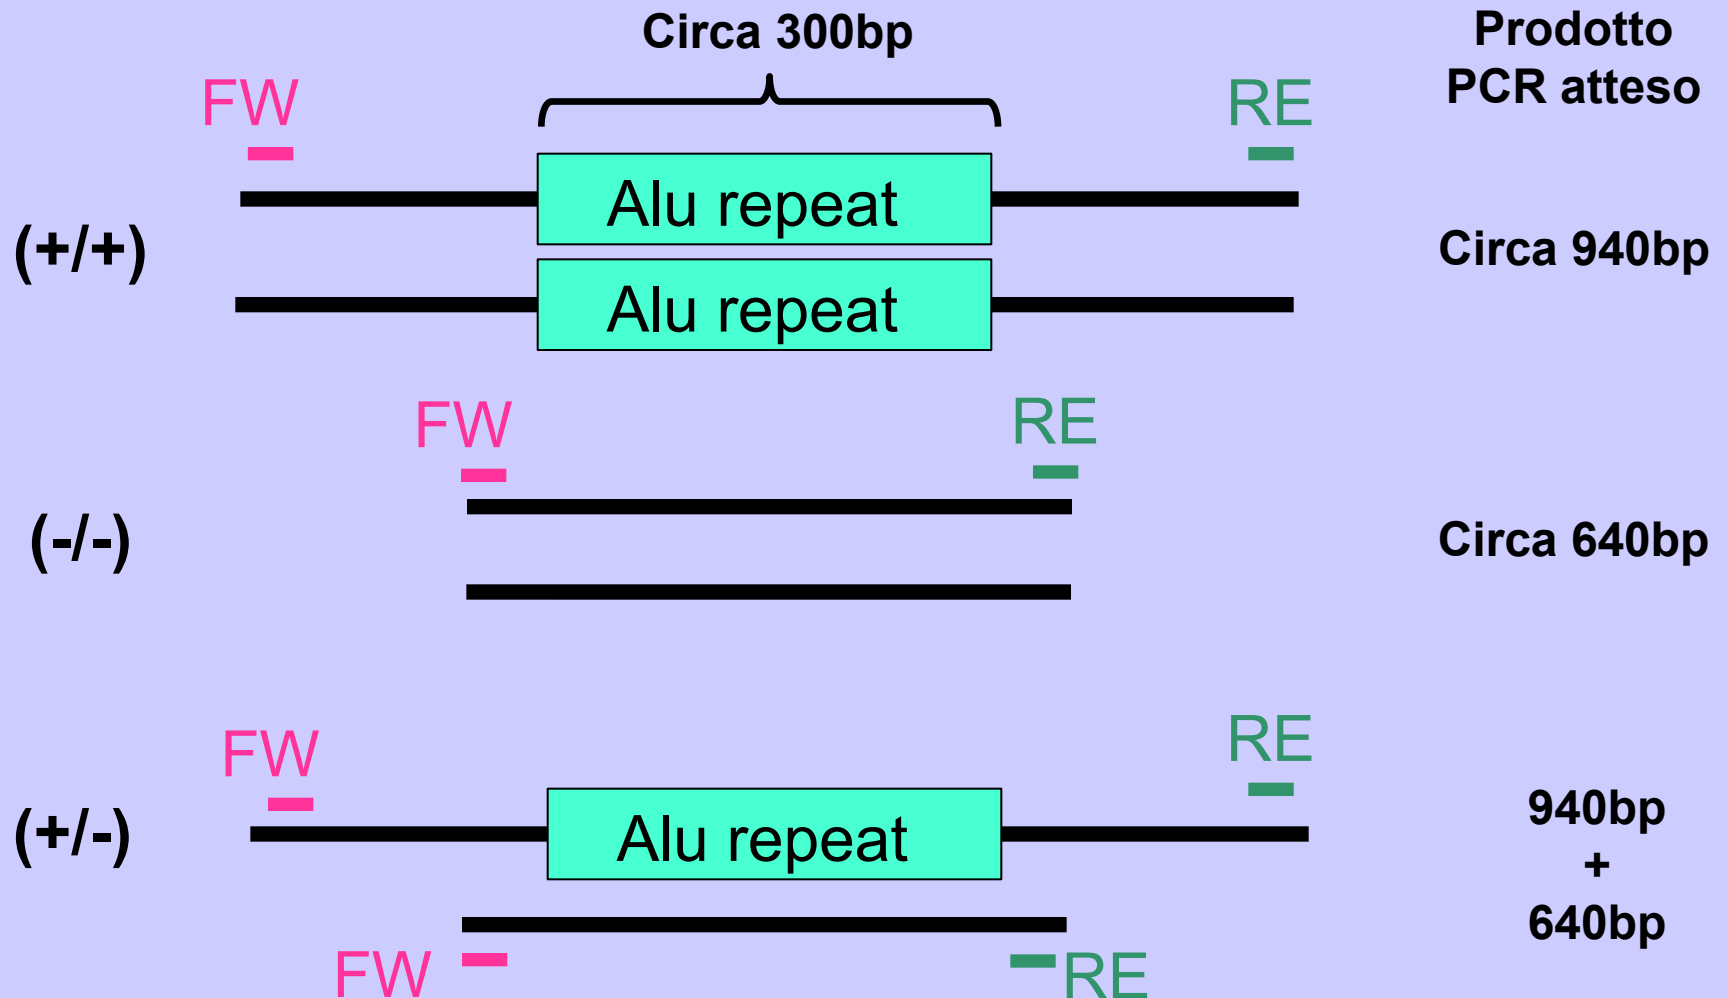 Circa 300bp
Prodotto
PCR atteso
FW
RE
(+/+)
Alu repeat
Alu repeat
Circa 940bp
FW
RE
(-/-)
Circa 640bp
FW
RE
(+/-)
Alu repeat
940bp
+
640bp
FW
RE